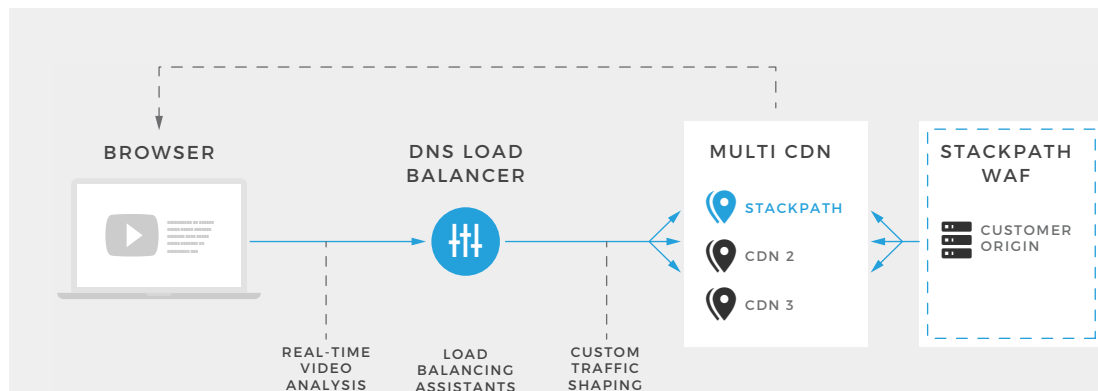 BROWSER
DNS LOAD
BALANCER
MULTI CDN
STACKPATH
CDN 2
CDN 3
STACKPATH
WAF
CUSTOMER
ORIGIN
REAL-TIME
VIDEO
ANALYSIS
LOAD
BALANCING
ASSISTANTS
CUSTOM
TRAFFIC
SHAPING